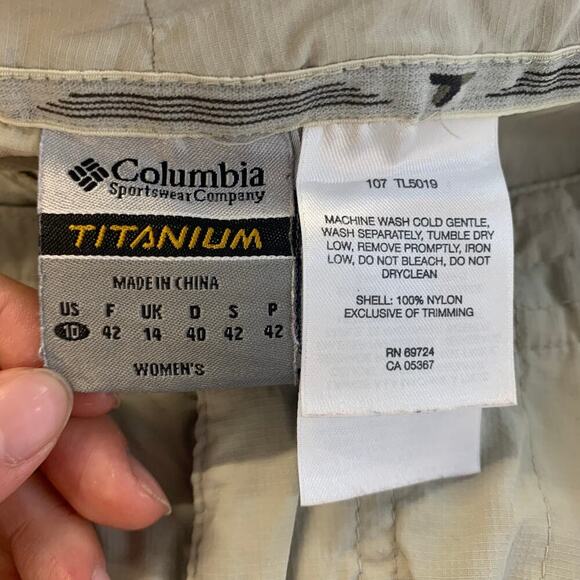 Columbia
Sportswear Company
TITANIUM
MADE IN CHINA
US F UK D S P
10 42 14 40 42 42
WOMEN'S
107 TL5019
MACHINE WASH COLD GENTLE,
WASH SEPARATELY, TUMBLE DRY
LOW, REMOVE PROMPTLY, IRON
LOW, DO NOT BLEACH, DO NOT
DRYCLEAN
SHELL: 100% NYLON
EXCLUSIVE OF TRIMMING
RN 69724
CA 05367